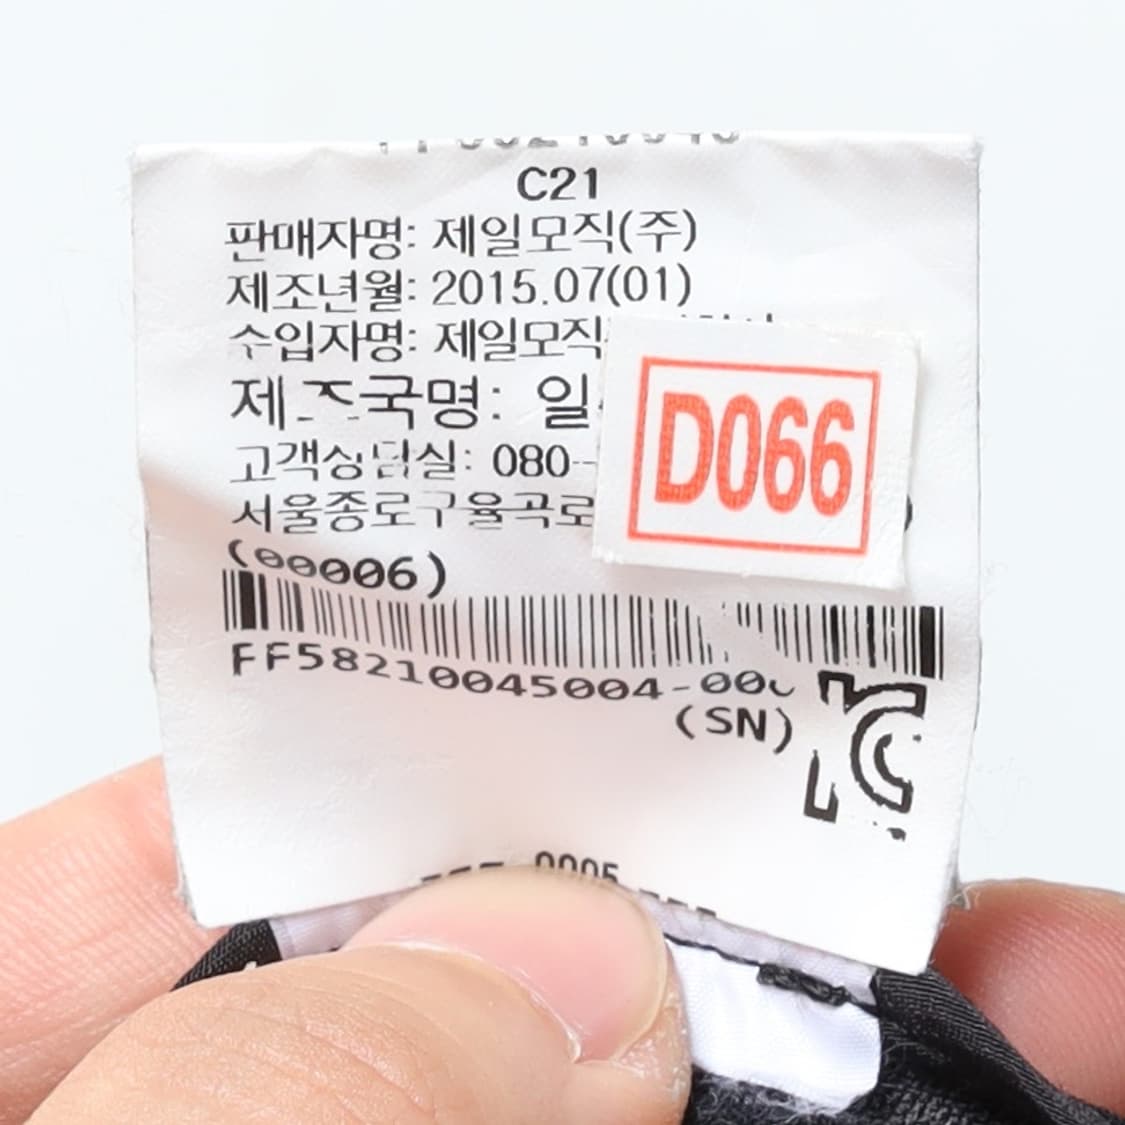 C21
판매자명: 제일모직(주)
제조년월: 2015.07(01)
수입자명: 제일모직
제조국명:
고객상담실: 080-
서울종로구율곡로
D066
(00006)
FF58210045004-00
(SN)